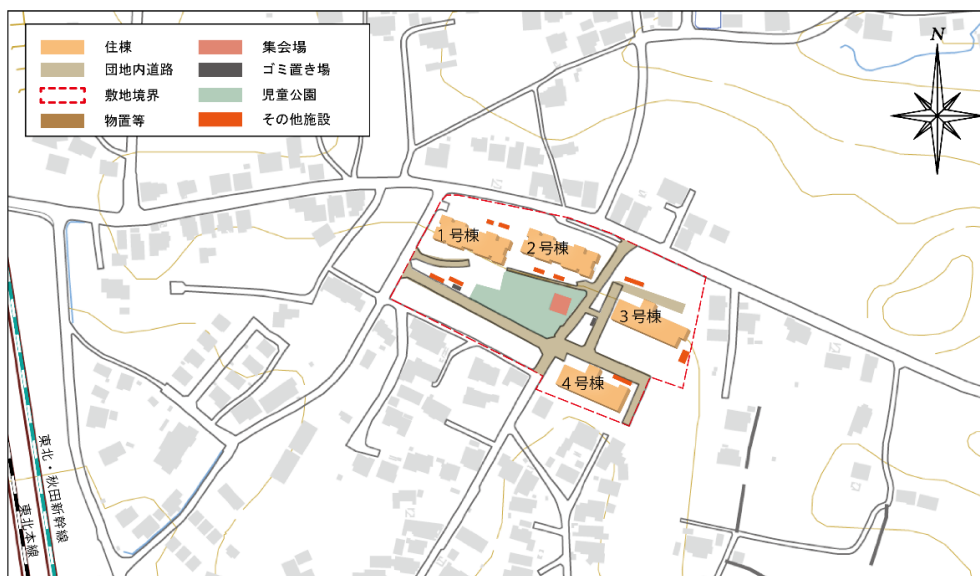 住棟
団地内道路
敷地境界
物置等
集会場
ゴミ置き場
児童公園
その他施設
N
1号棟
2号棟
3号棟
4号棟
東北・秋田新幹線
東北本線